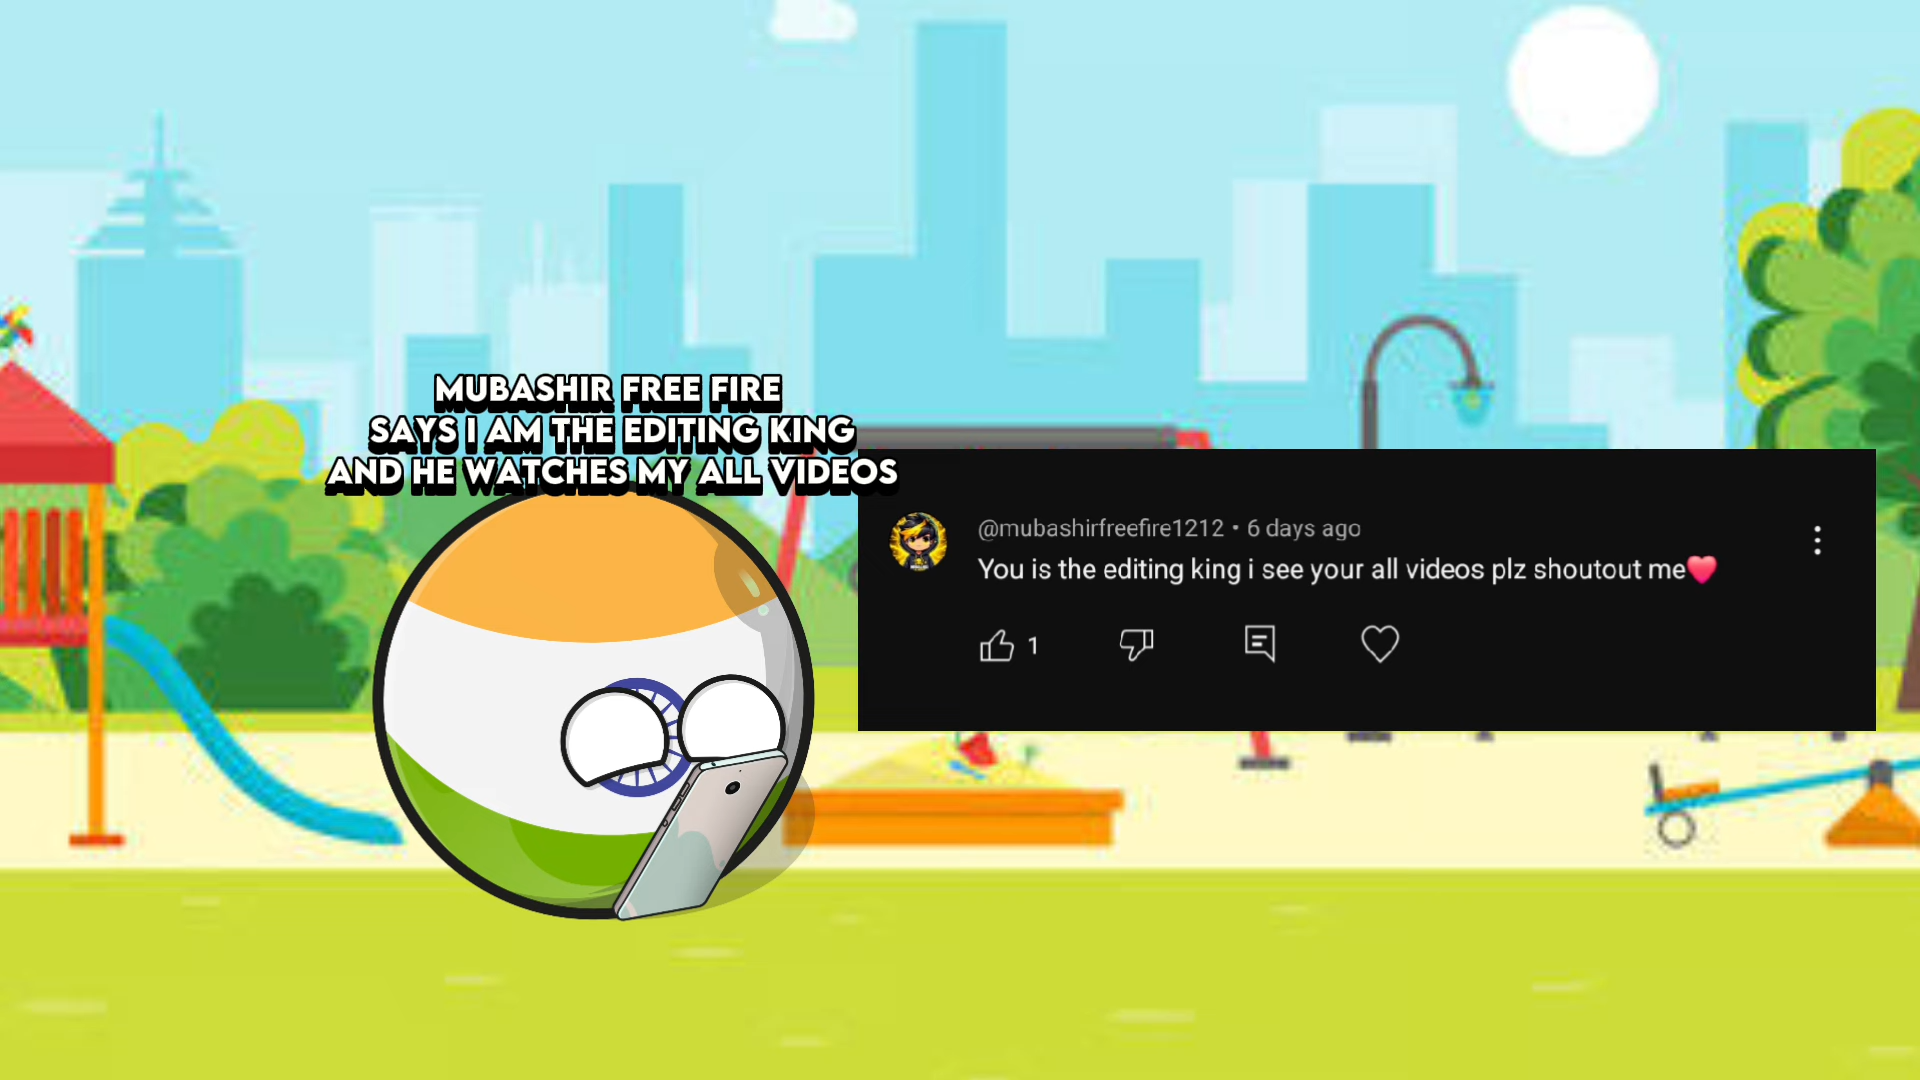 MUBASHIR FREE FIRE
SAYS I AM THE EDITING KING
AND HE WATCHES MY ALL VIDEOS
@mubashirfreefire1212 • 6 days ago
You is the editing king i see your all videos plz shoutout me❤️
1